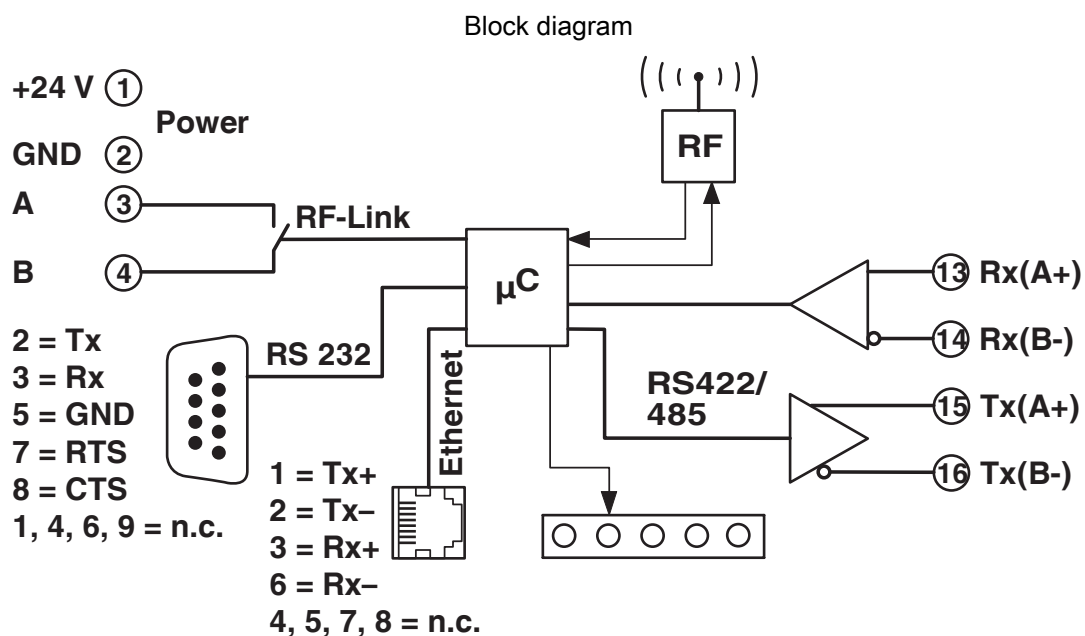 Block diagram
+24 V 1
Power
GND 2
A 3
RF-Link
B 4
RF
µC
13 Rx(A+)
14 Rx(B-)
RS422/
485
15 Tx(A+)
16 Tx(B-)
RS 232
2 = Tx
3 = Rx
5 = GND
7 = RTS
8 = CTS
1, 4, 6, 9 = n.c.
Ethernet
1 = Tx+
2 = Tx–
3 = Rx+
6 = Rx–
4, 5, 7, 8 = n.c.